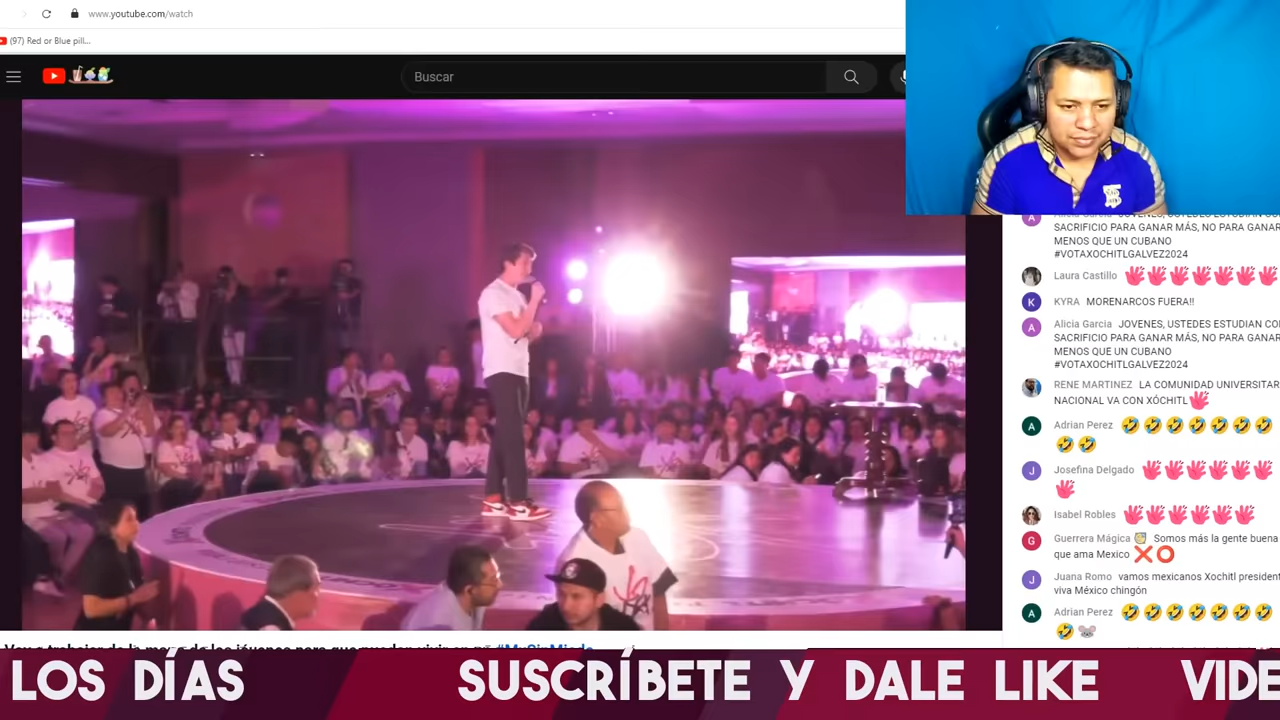 www.youtube.com/watch
(97) Red or Blue pill...
Buscar
SACRIFICIO PARA GANAR MÁS, NO PARA GANAR
MENOS QUE UN CUBANO
#VOTAXOCHITLGALVEZ2024
Laura Castillo
KYRA MORENARCOS FUERA!!
Alicia Garcia JOVENES, USTEDES ESTUDIAN CO
SACRIFICIO PARA GANAR MÁS, NO PARA GANAR
MENOS QUE UN CUBANO
#VOTAXOCHITLGALVEZ2024
RENE MARTINEZ LA COMUNIDAD UNIVERSITAR
NACIONAL VA CON XÓCHITL
Adrian Perez
Josefina Delgado
Isabel Robles
Guerrera Mágica Somos más la gente buena
que ama Mexico
Juana Romo vamos mexicanos Xochitl president
viva México chingón
Adrian Perez
LOS DÍAS SUSCRÍBETE Y DALE LIKE VIDE